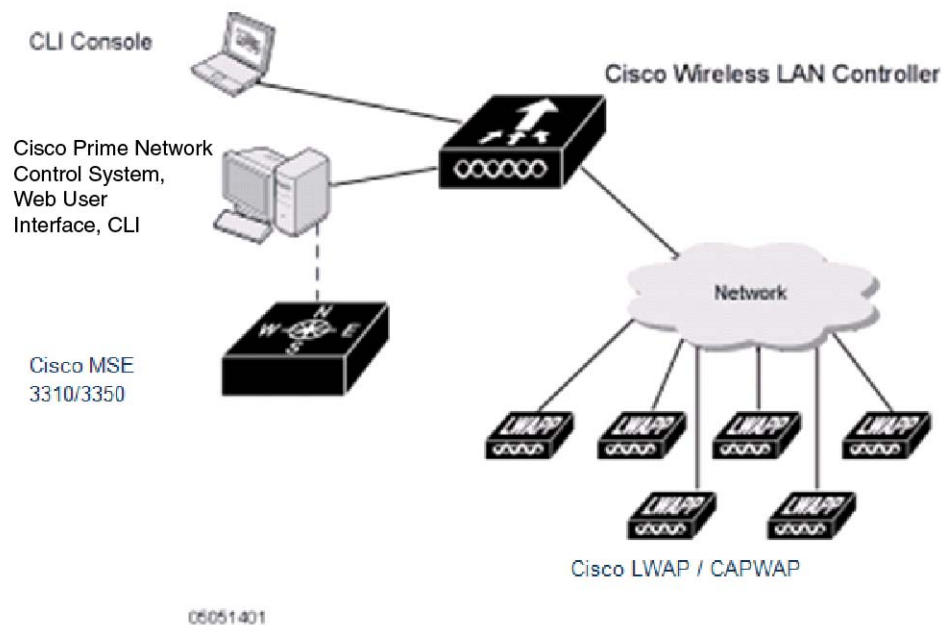 CLI Console
Cisco Wireless LAN Controller
Cisco Prime Network
Control System,
Web User
Interface, CLI
Network
N
W
E
S
Cisco MSE
3310/3350
LWAPP
LWAPP
LWAPP
LWAPP
LWAPP
LWAPP
Cisco LWAP / CAPWAP
05051401